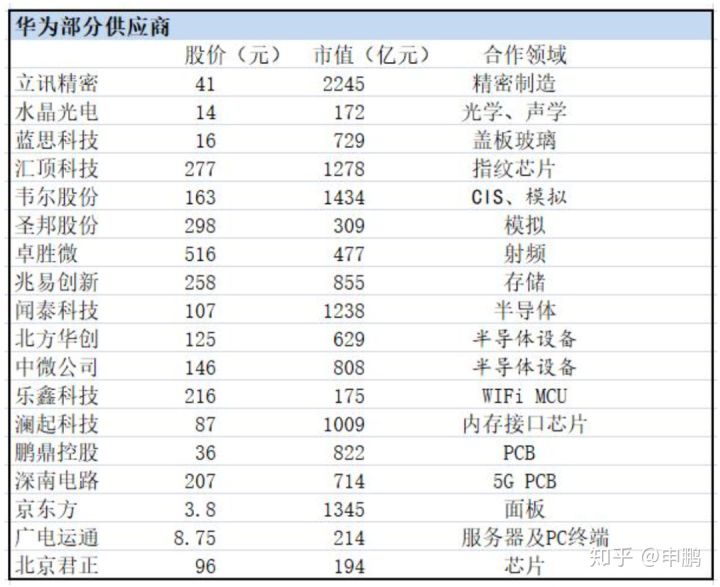 华为部分供应商
股价（元） 市值（亿元） 合作领域
立讯精密 41 2245 精密制造
水晶光电 14 172 光学、声学
蓝思科技 16 729 盖板玻璃
汇顶科技 277 1278 指纹芯片
韦尔股份 163 1434 CIS、模拟
圣邦股份 298 309 模拟
卓胜微 516 477 射频
兆易创新 258 855 存储
闻泰科技 107 1238 半导体
北方华创 125 629 半导体设备
中微公司 146 808 半导体设备
乐鑫科技 216 175 WIFi MCU
澜起科技 87 1009 内存接口芯片
鹏鼎控股 36 822 PCB
深南电路 207 714 5G PCB
京东方 3.8 1345 面板
广电运通 8.75 214 服务器及PC终端
北京君正 96 194 芯片
知乎 @申鹏